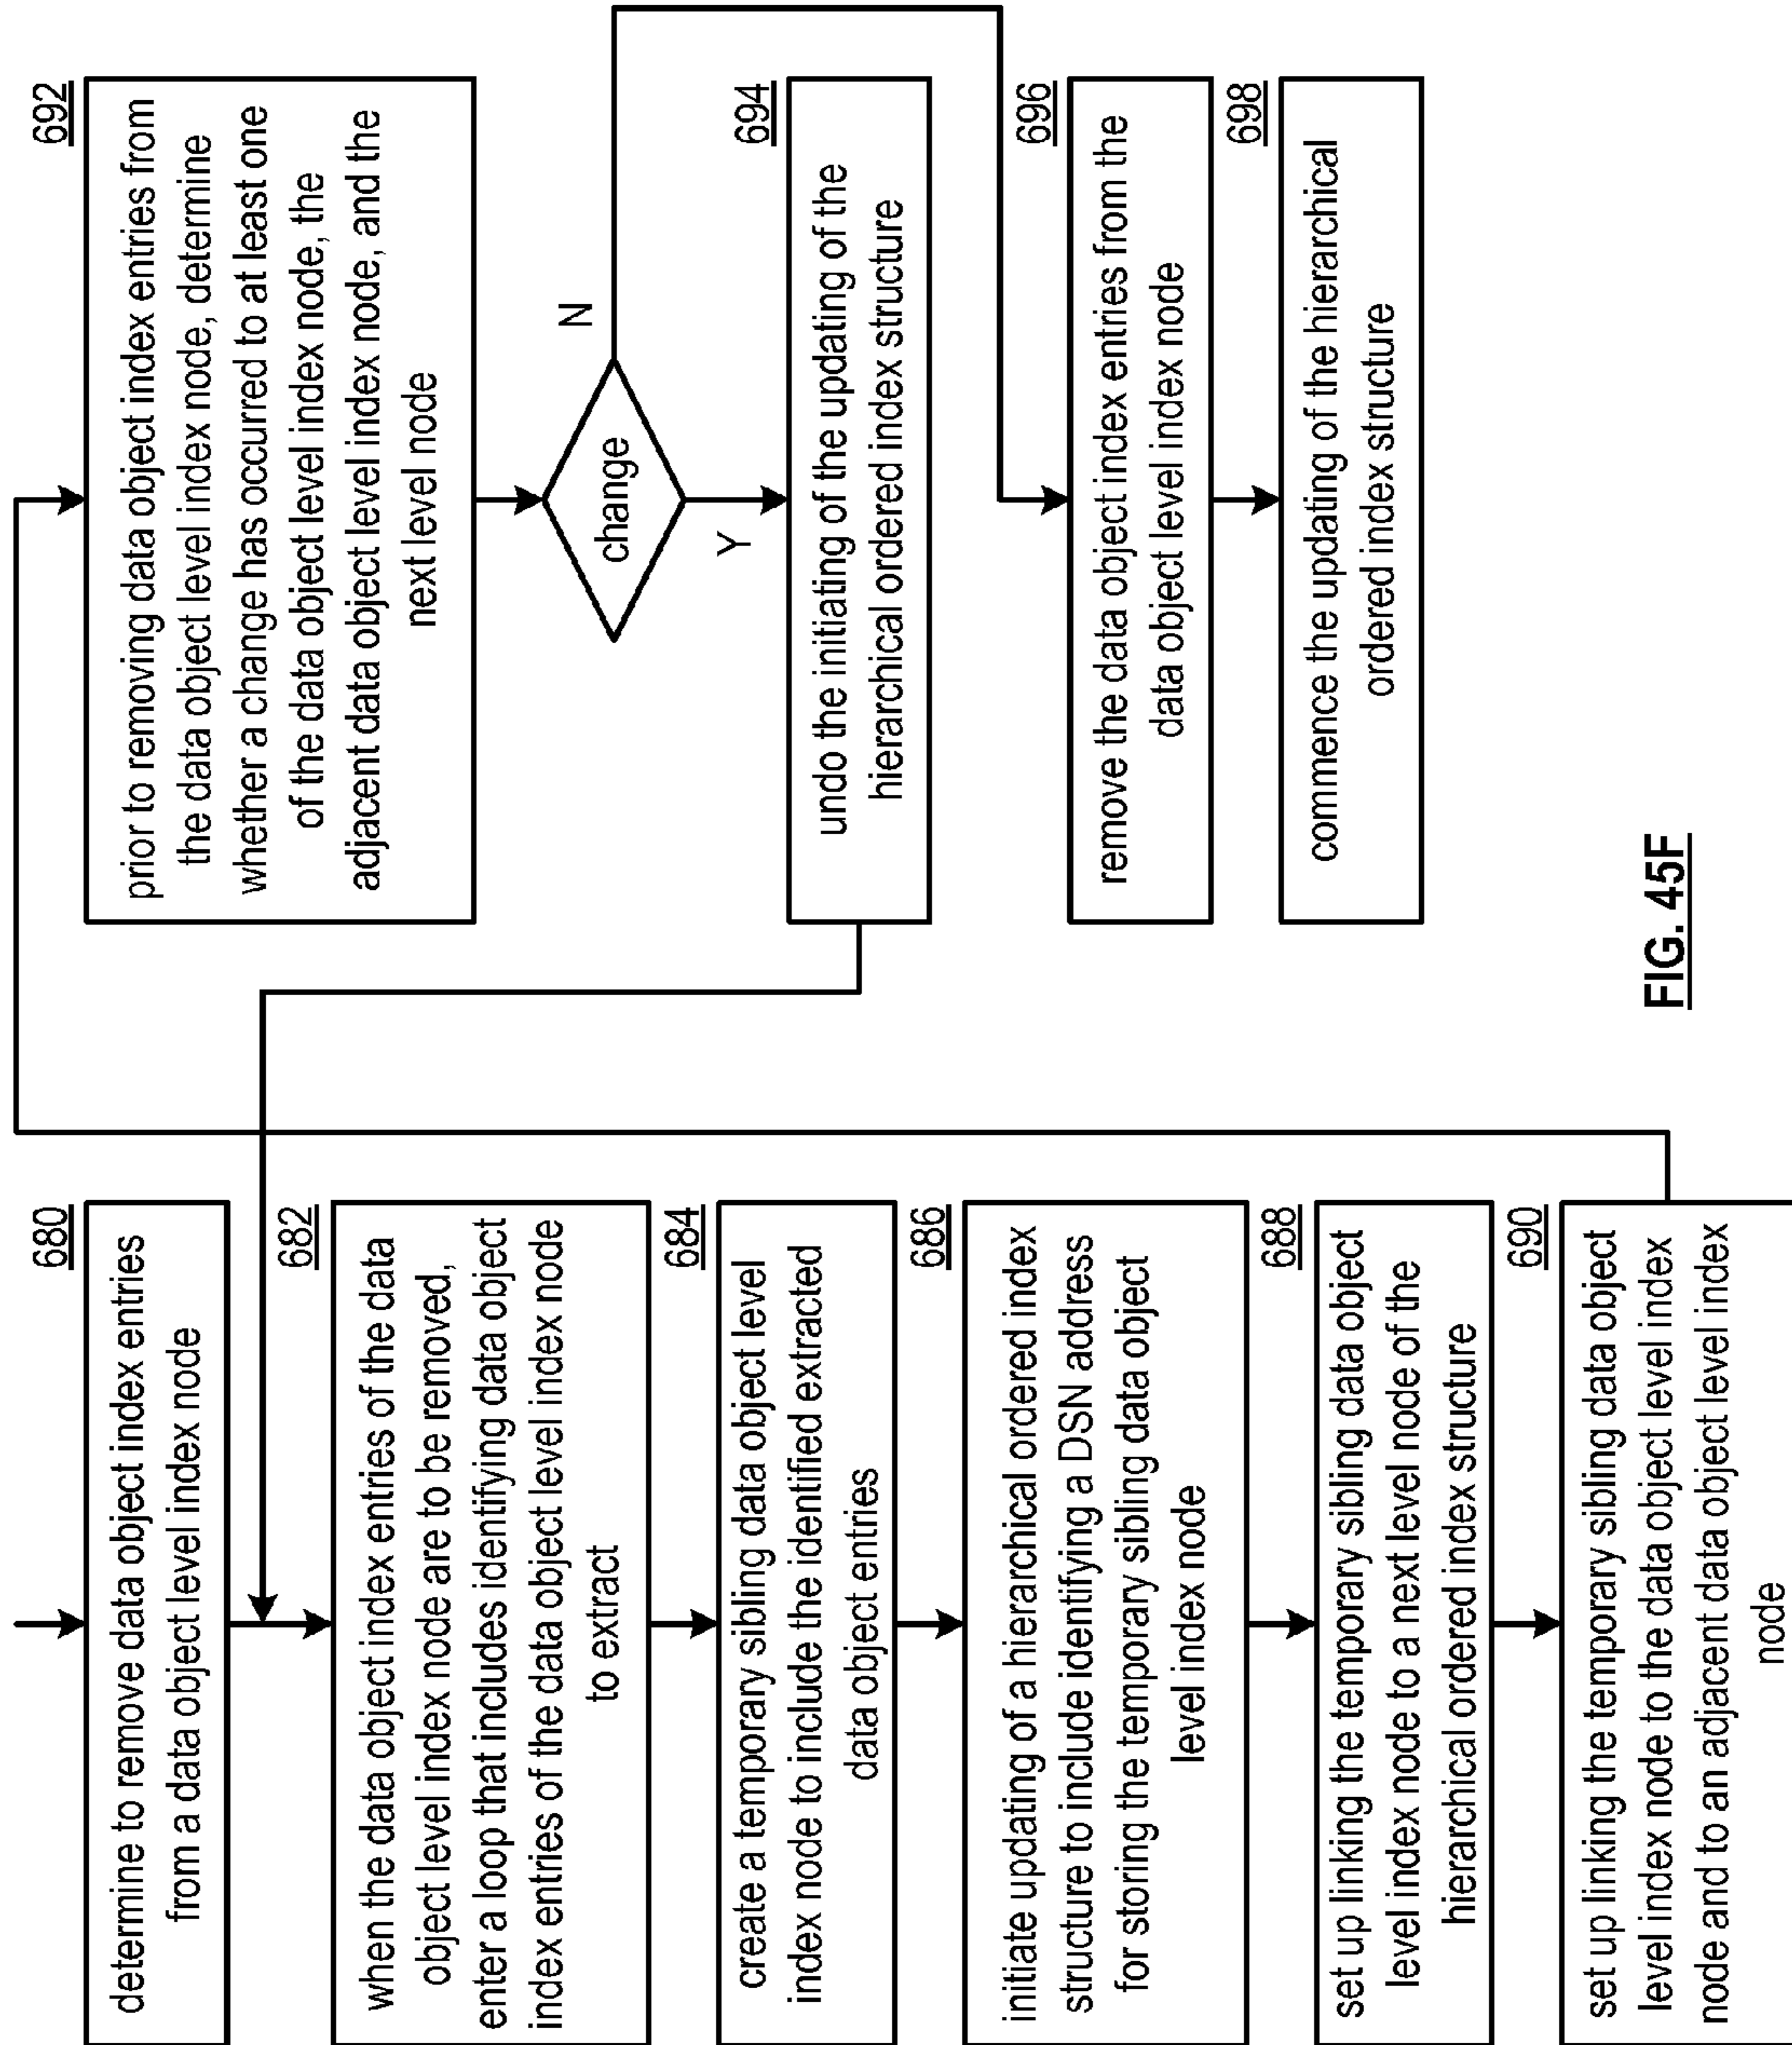 680
determine to remove data object index entries
from a data object level index node
682
when the data object index entries of the data
object level index node are to be removed,
enter a loop that includes identifying data object
index entries of the data object level index node
to extract
684
create a temporary sibling data object level
index node to include the identified extracted
data object entries
686
initiate updating of a hierarchical ordered index
structure to include identifying a DSN address
for storing the temporary sibling data object
level index node
688
set up linking the temporary sibling data object
level index node to a next level node of the
hierarchical ordered index structure
690
set up linking the temporary sibling data object
level index node to the data object level index
node and to an adjacent data object level index
node
692
prior to removing data object index entries from
the data object level index node, determine
whether a change has occurred to at least one
of the data object level index node, the
adjacent data object level index node, and the
next level node
change
N
Y
694
undo the initiating of the updating of the
hierarchical ordered index structure
696
remove the data object index entries from the
data object level index node
698
commence the updating of the hierarchical
ordered index structure
FIG. 45F